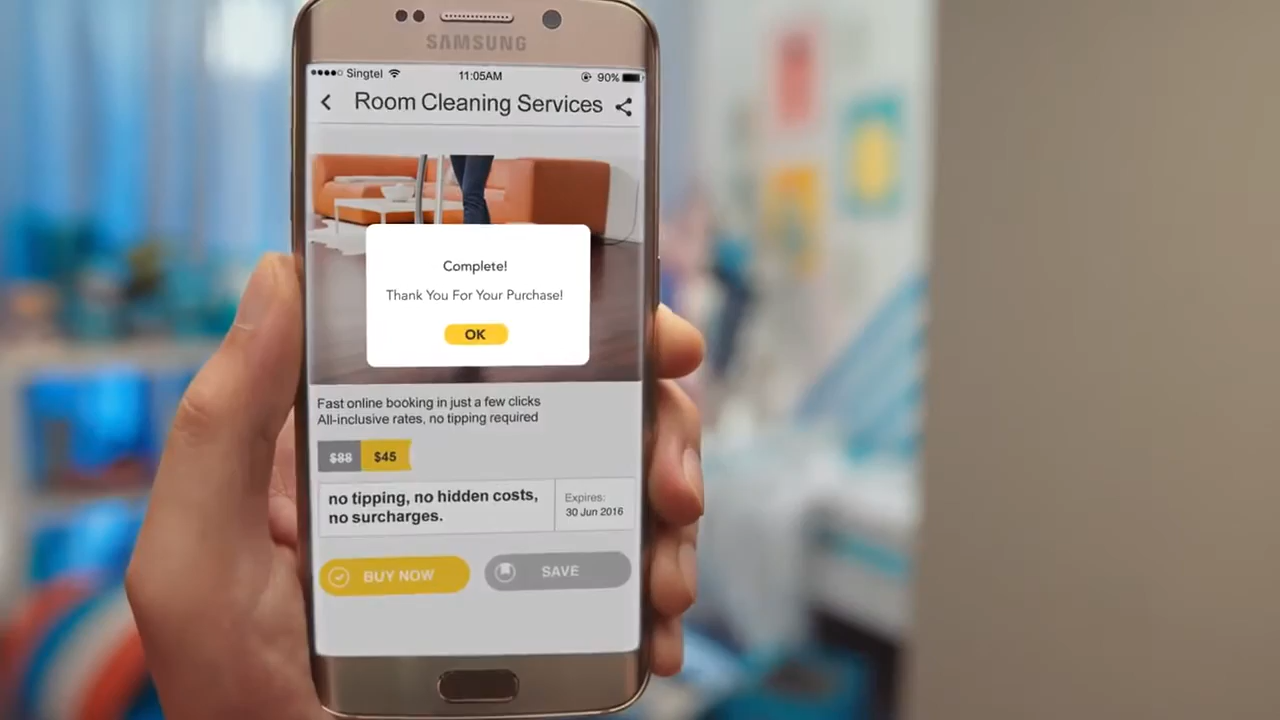 SAMSUNG
Singtel 11:05AM 90%
Room Cleaning Services
Complete!
Thank You For Your Purchase!
OK
Fast online booking in just a few clicks
All-inclusive rates, no tipping required
$88 $45
no tipping, no hidden costs,
no surcharges.
Expires:
30 Jun 2016
BUY NOW
SAVE